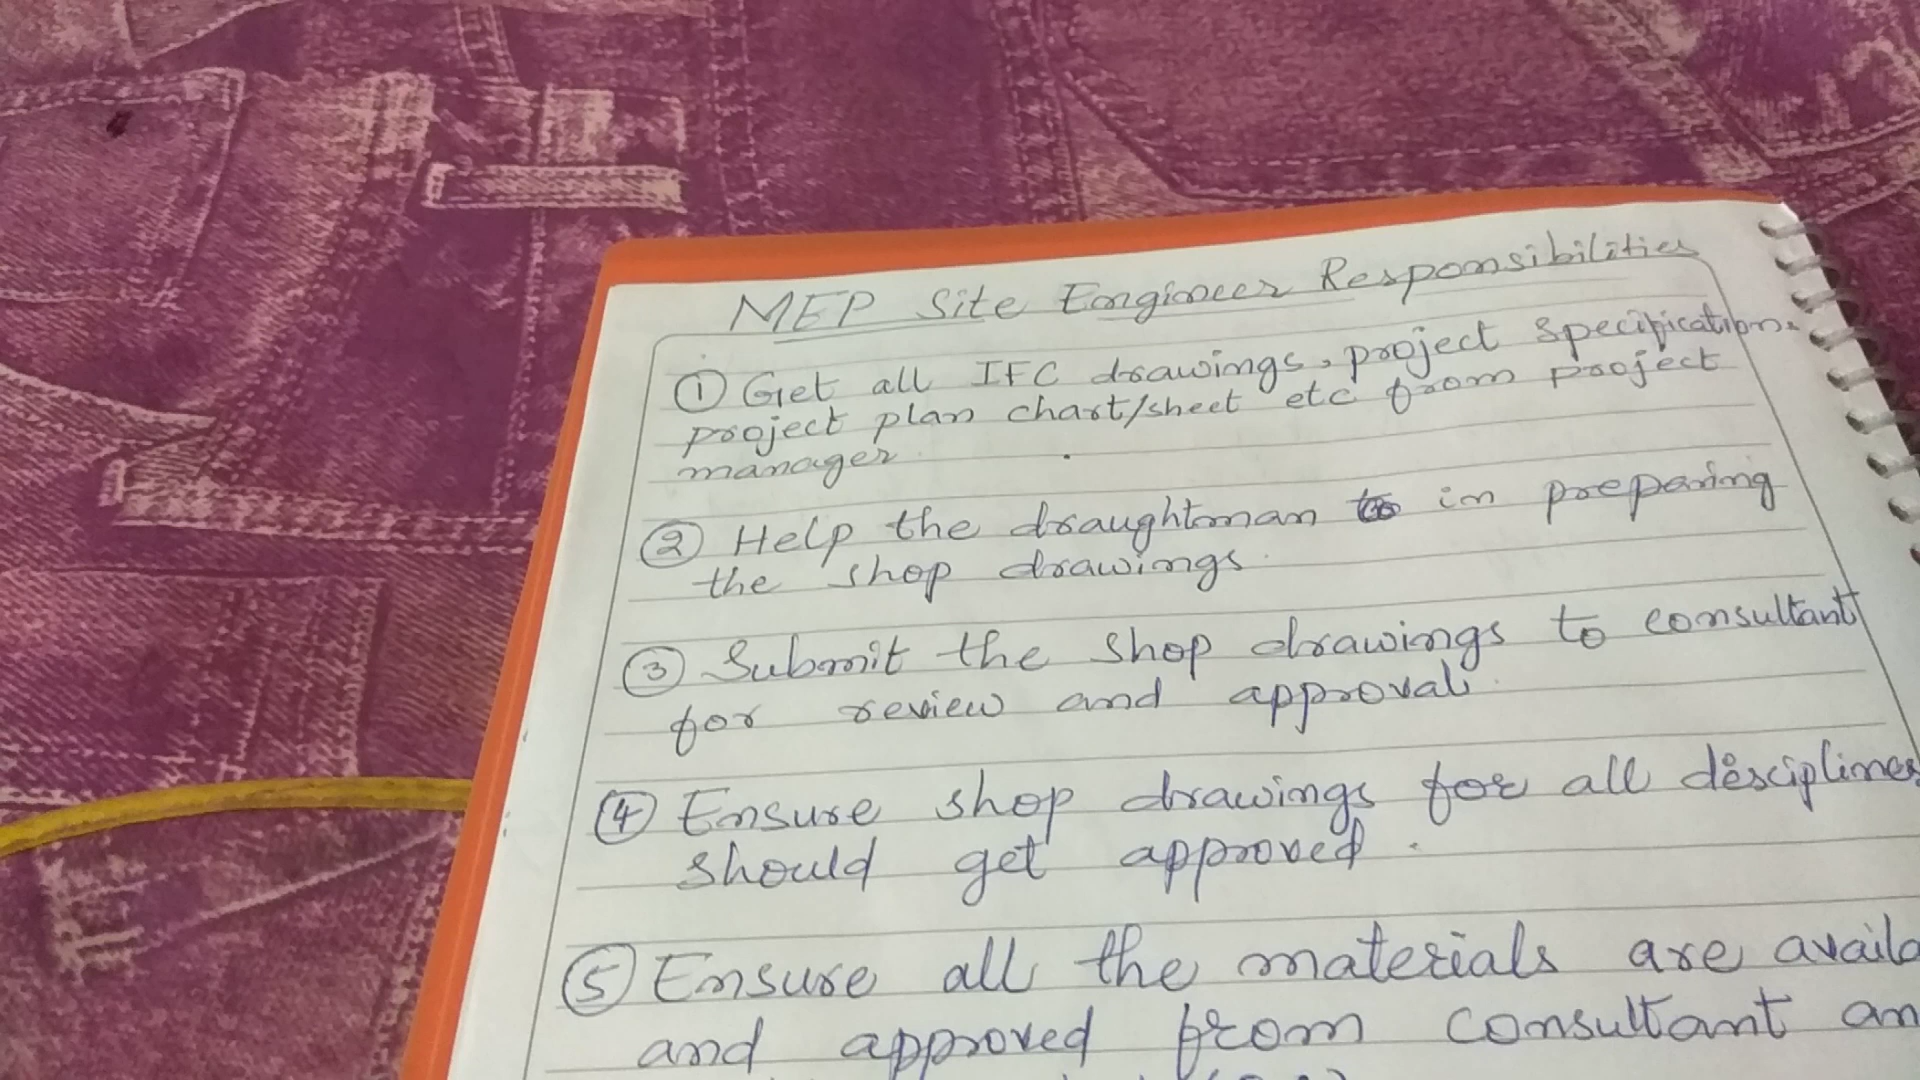 MEP Site Engineer Responsibilities
① Get all IFC drawings, project specifications
project plan chart/sheet etc from project
manager.
② Help the draughtman in preparing
the shop drawings.
③ Submit the shop drawings to consultant
for review and approval.
④ Ensure shop drawings for all desciplines
should get approved.
⑤ Ensure all the materials are availa
and approved from consultant an